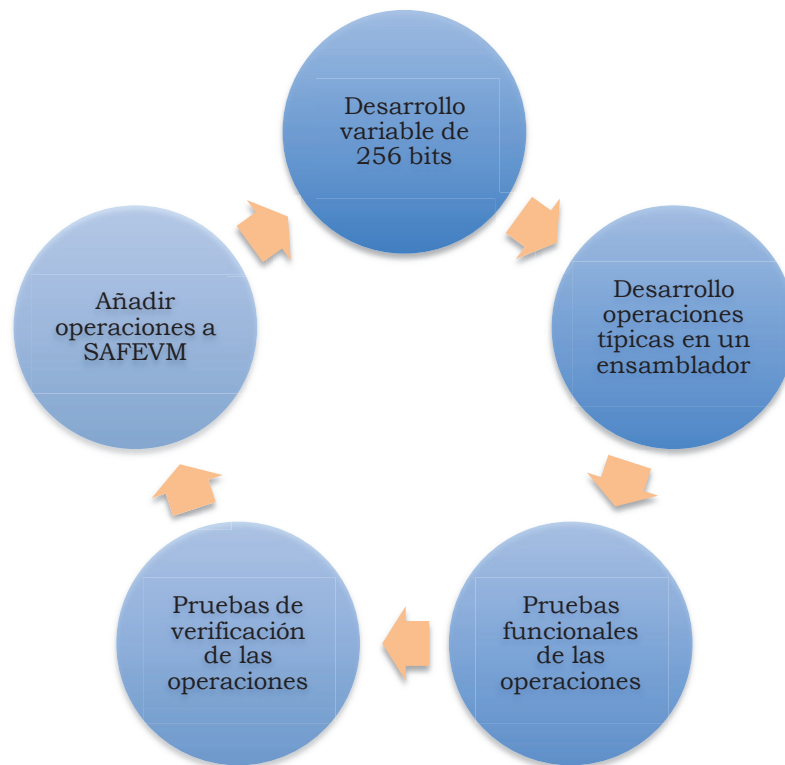 Desarrollo
variable de
256 bits
Desarrollo
operaciones
típicas en un
ensamblador
Pruebas
funcionales
de las
operaciones
Pruebas de
verificación
de las
operaciones
Añadir
operaciones a
SAFEVM